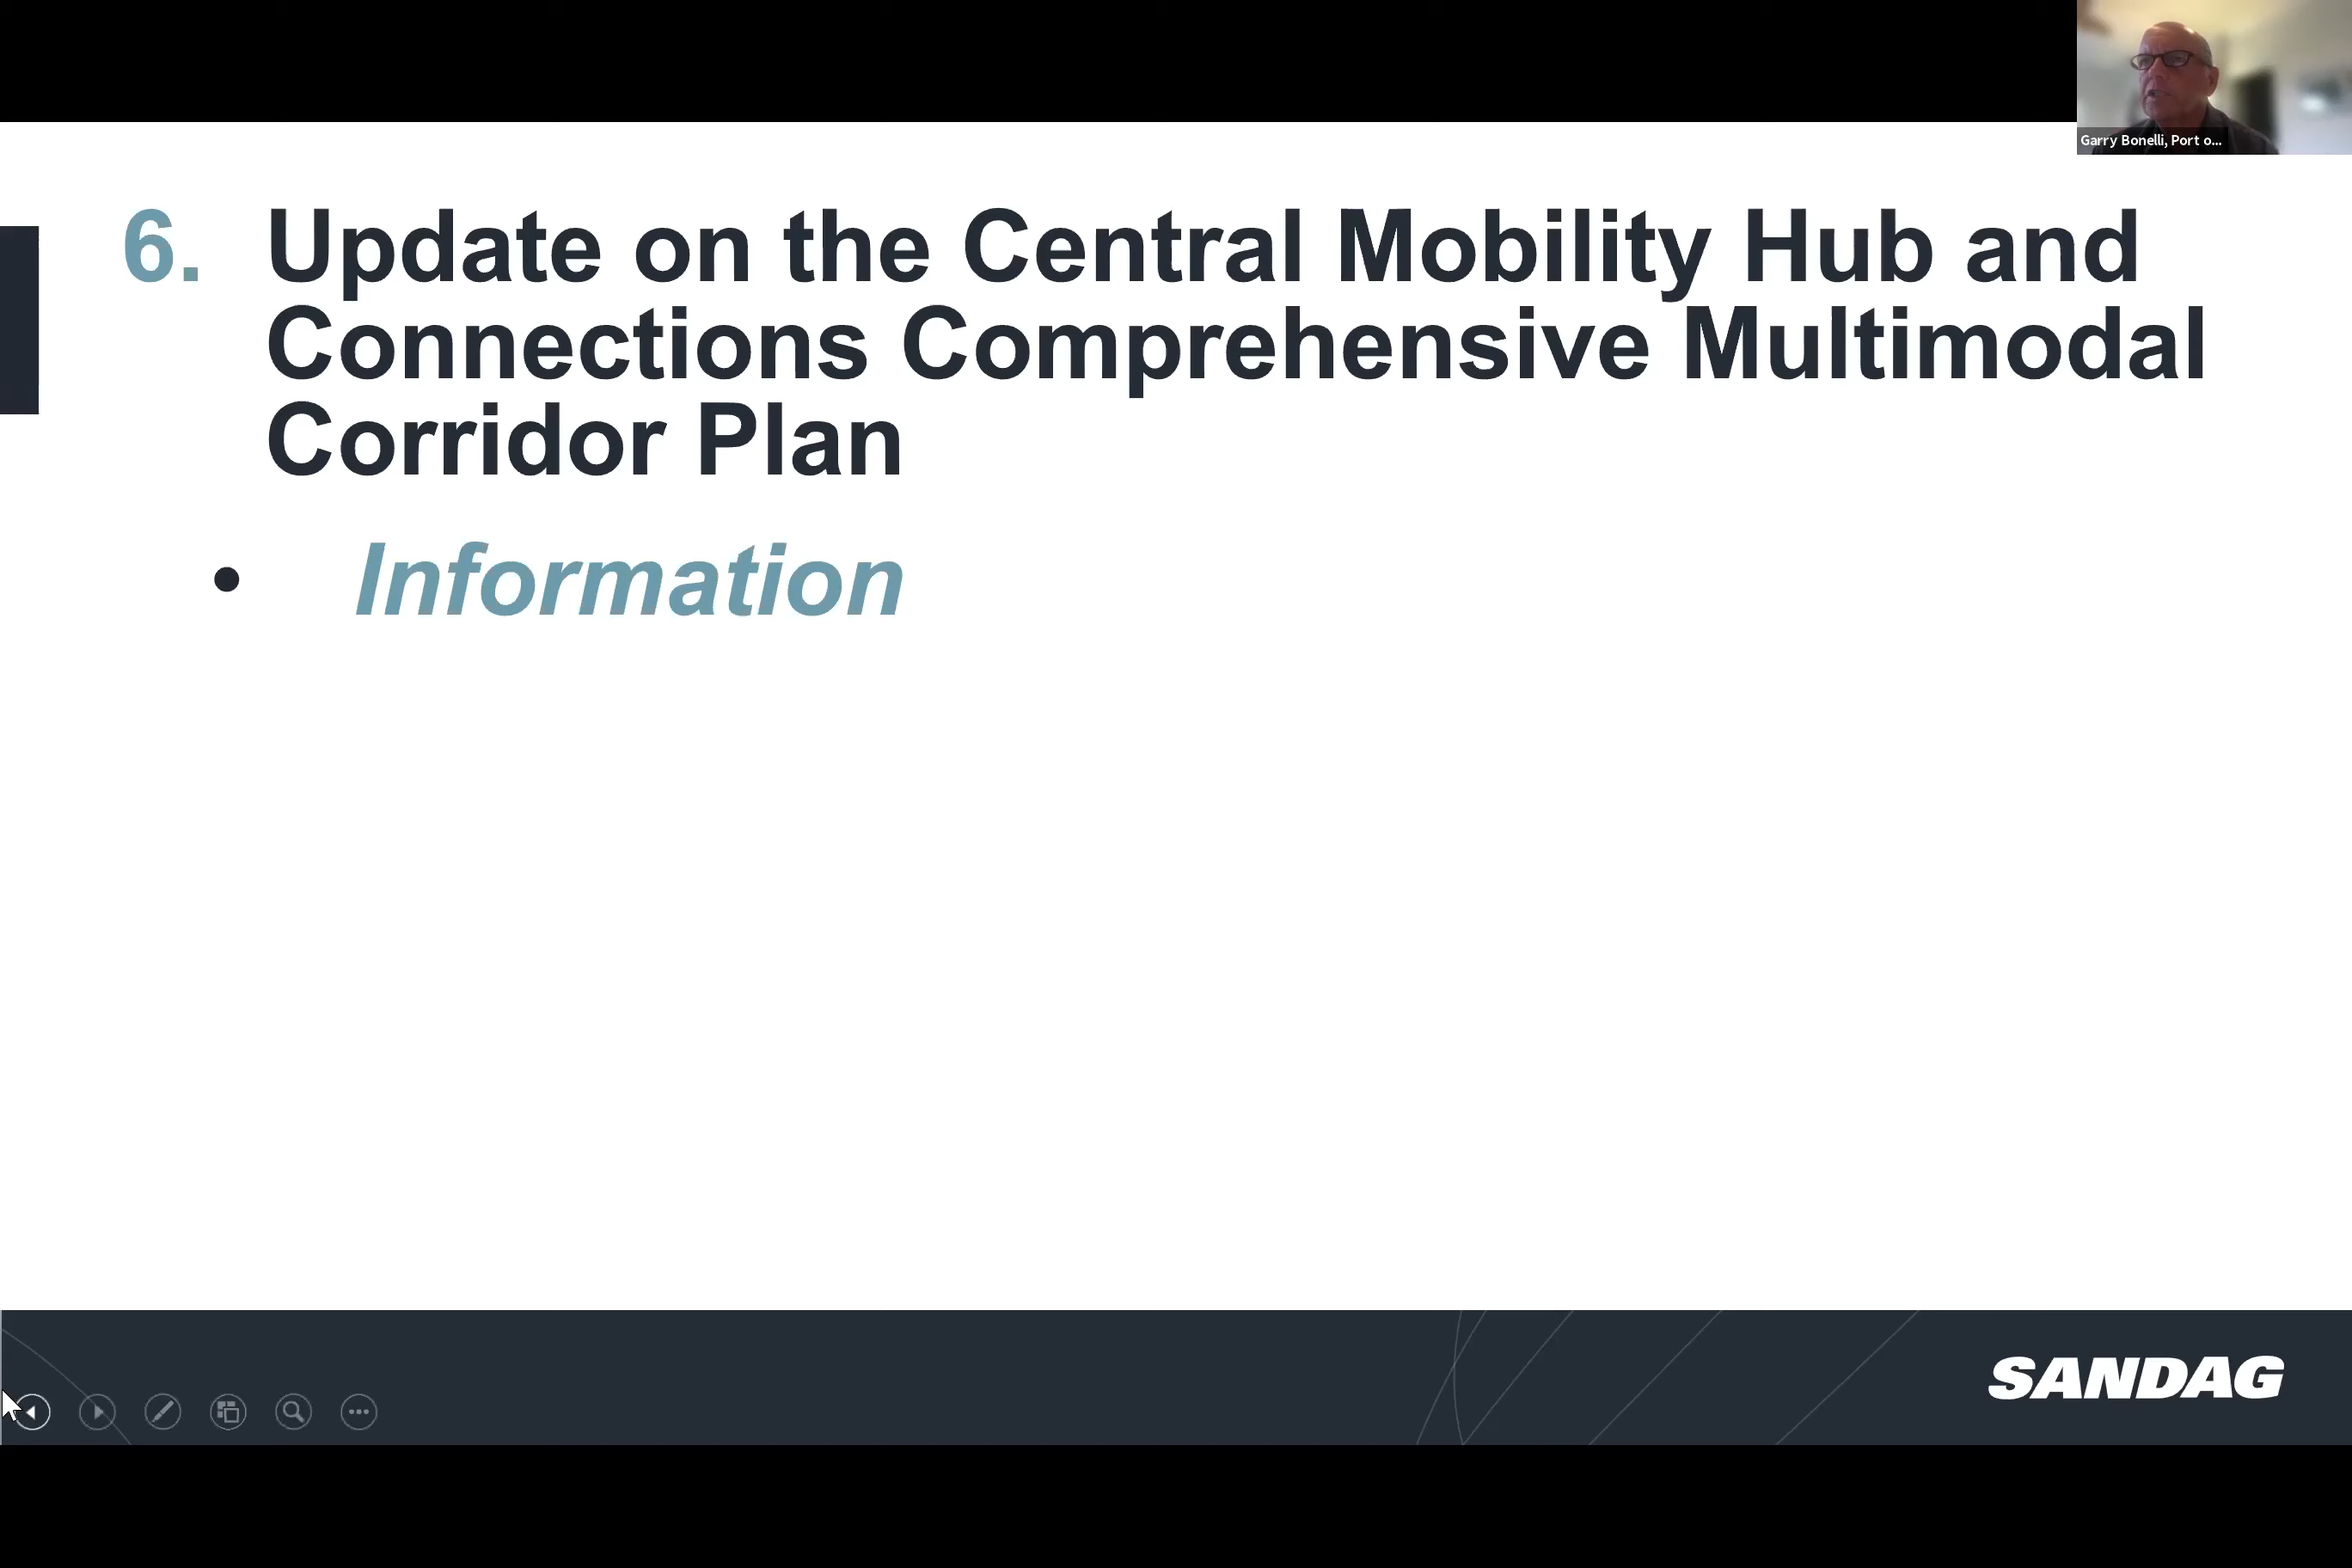 Garry Bonelli, Port o...
6. Update on the Central Mobility Hub and
Connections Comprehensive Multimodal
Corridor Plan
• Information
SANDAG